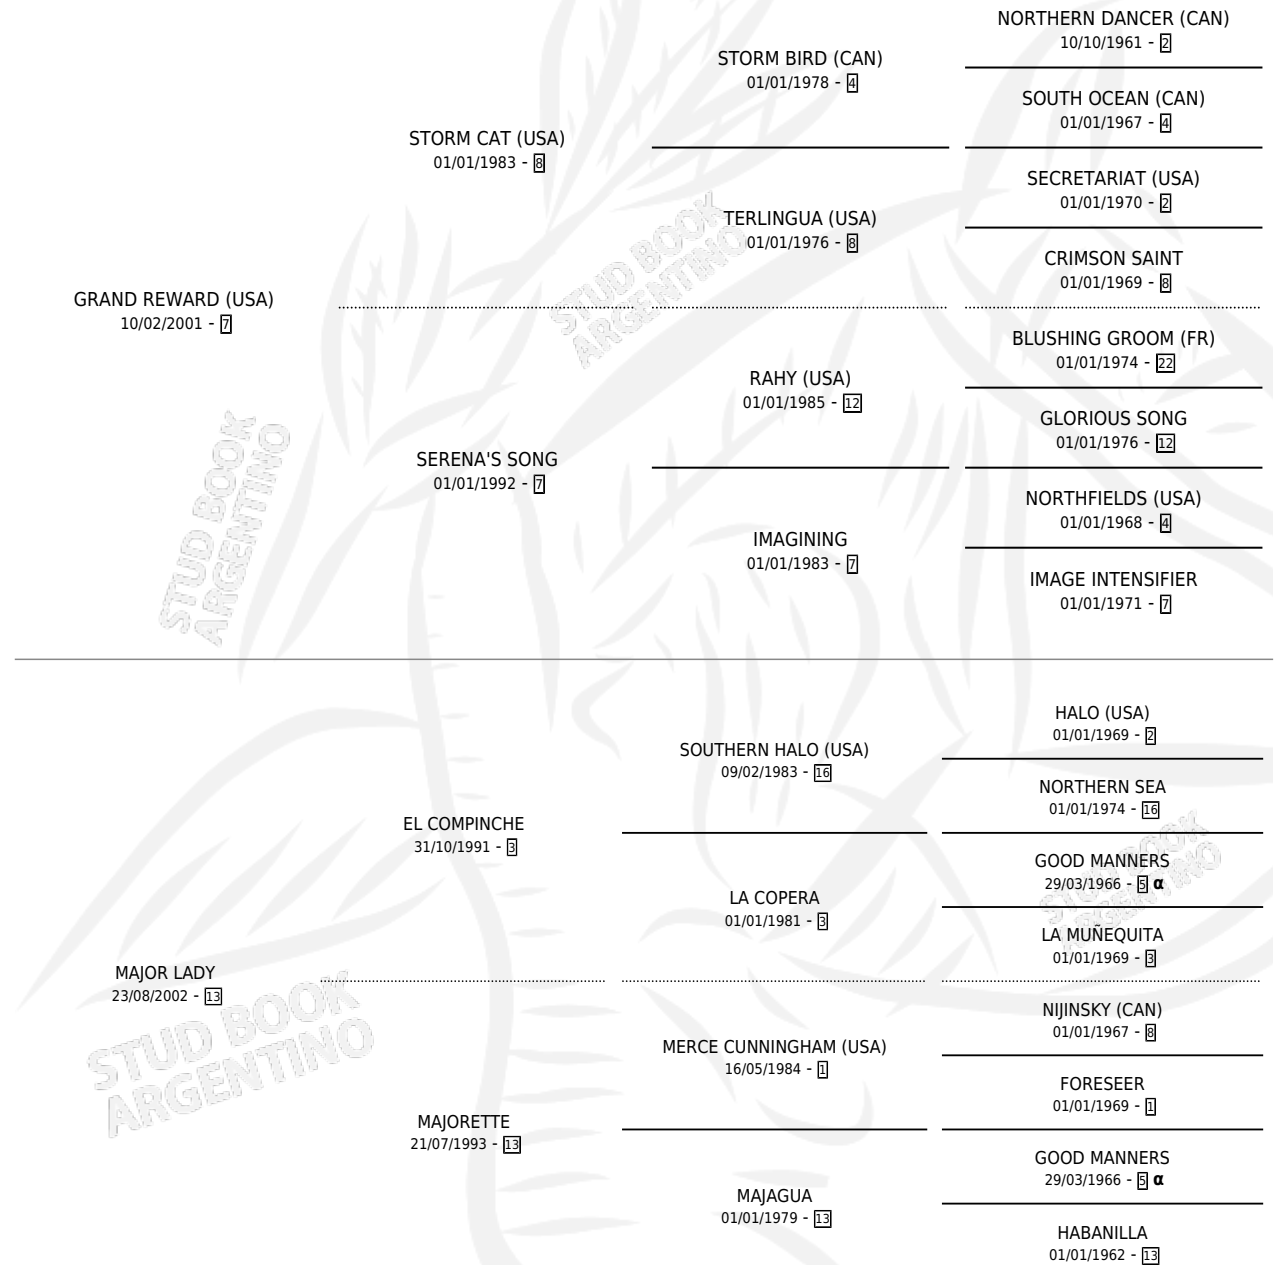 NORTHERN DANCER (CAN)
10/10/1961 - 2
STORM BIRD (CAN)
01/01/1978 - 4
SOUTH OCEAN (CAN)
01/01/1967 - 4
STORM CAT (USA)
01/01/1983 - 8
SECRETARIAT (USA)
01/01/1970 - 2
TERLINGUA (USA)
01/01/1976 - 8
CRIMSON SAINT
01/01/1969 - 8
GRAND REWARD (USA)
10/02/2001 - 7
BLUSHING GROOM (FR)
01/01/1974 - 22
RAHY (USA)
01/01/1985 - 12
GLORIOUS SONG
01/01/1976 - 12
SERENA'S SONG
01/01/1992 - 7
NORTHFIELDS (USA)
01/01/1968 - 4
IMAGINING
01/01/1983 - 7
IMAGE INTENSIFIER
01/01/1971 - 7
HALO (USA)
01/01/1969 - 2
SOUTHERN HALO (USA)
09/02/1983 - 16
NORTHERN SEA
01/01/1974 - 16
EL COMPINCHE
31/10/1991 - 3
GOOD MANNERS
29/03/1966 - 5 α
LA COPERA
01/01/1981 - 3
LA MUÑEQUITA
01/01/1969 - 3
MAJOR LADY
23/08/2002 - 13
NIJINSKY (CAN)
01/01/1967 - 8
MERCE CUNNINGHAM (USA)
16/05/1984 - 1
FORESEER
01/01/1969 - 1
MAJORETTE
21/07/1993 - 13
GOOD MANNERS
29/03/1966 - 5 α
MAJAGUA
01/01/1979 - 13
HABANILLA
01/01/1962 - 13
STUD BOOK
ARGENTINO
STUD BOOK
ARGENTINO
STUD BOOK
ARGENTINO
STUD BOOK
ARGENTINO